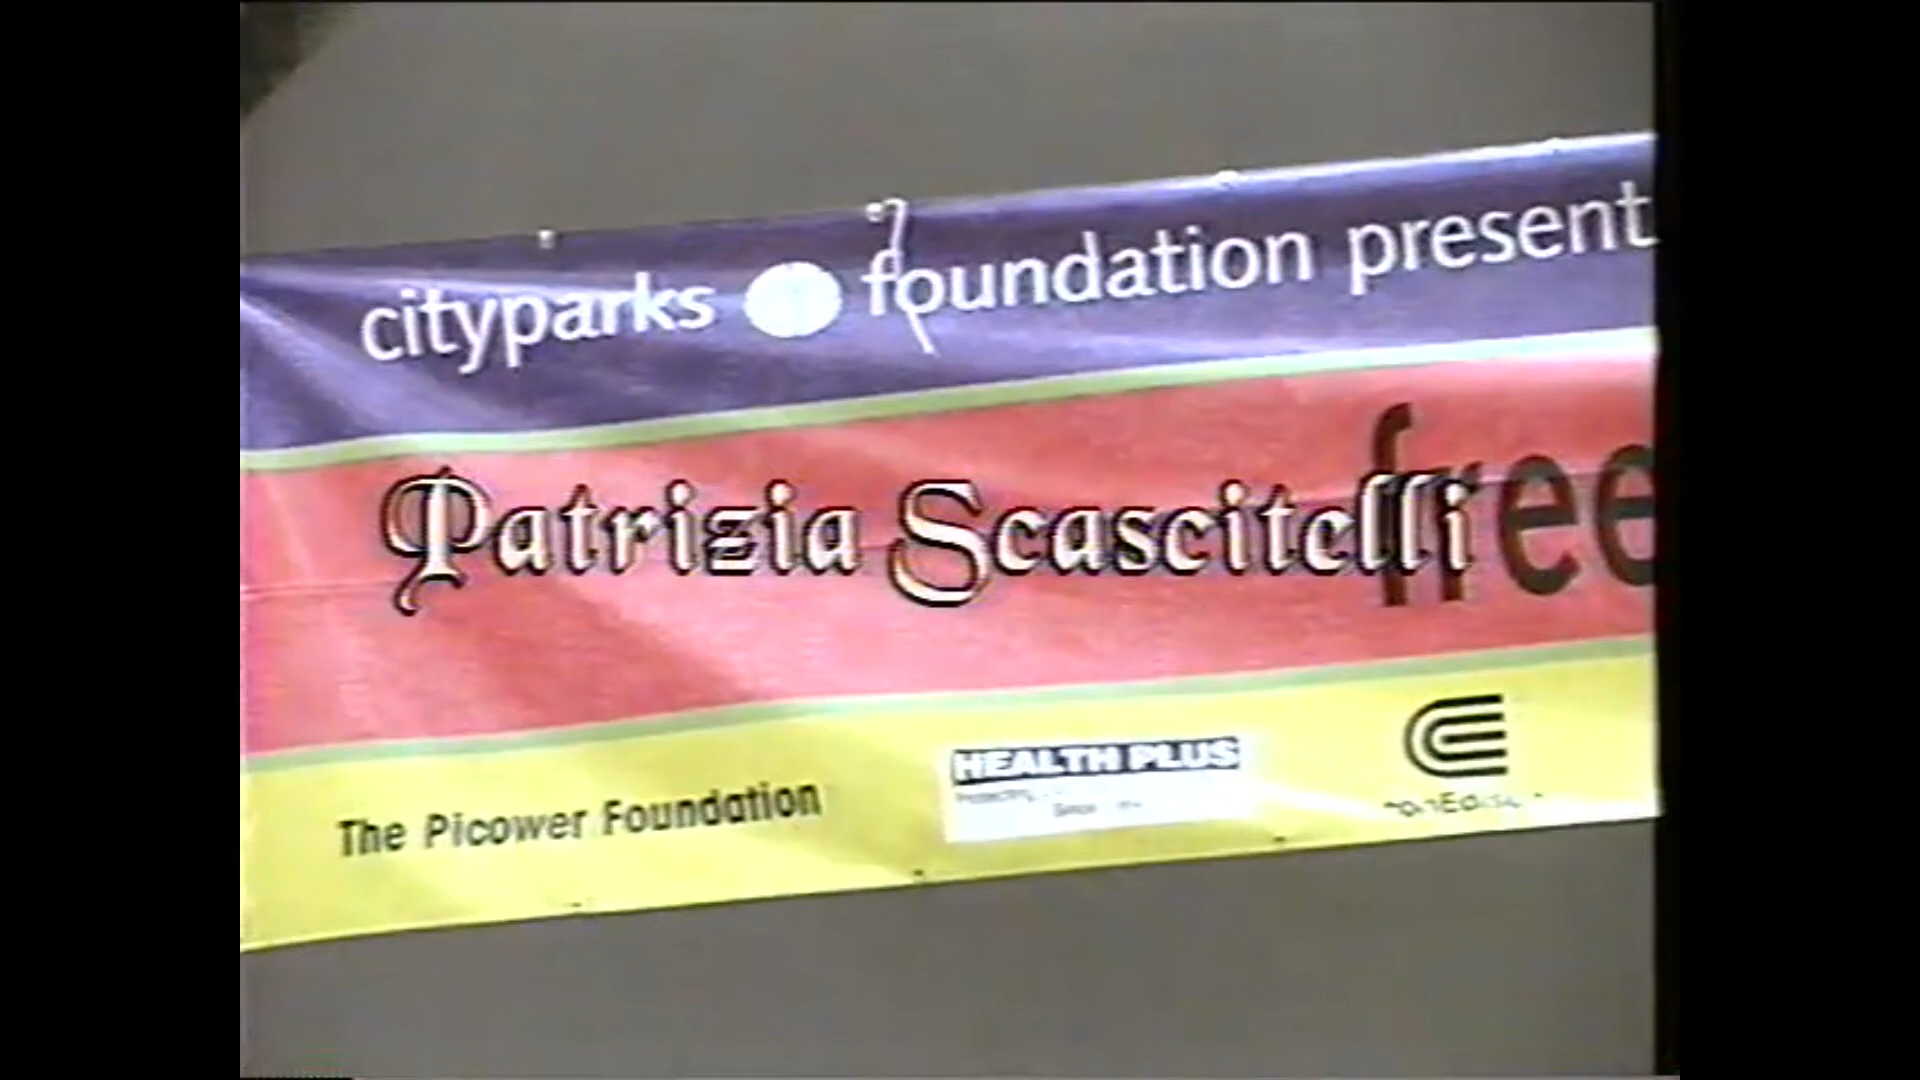 cityparks foundation present
Patrizia Scascitelli
free
The Picower Foundation
HEALTH PLUS